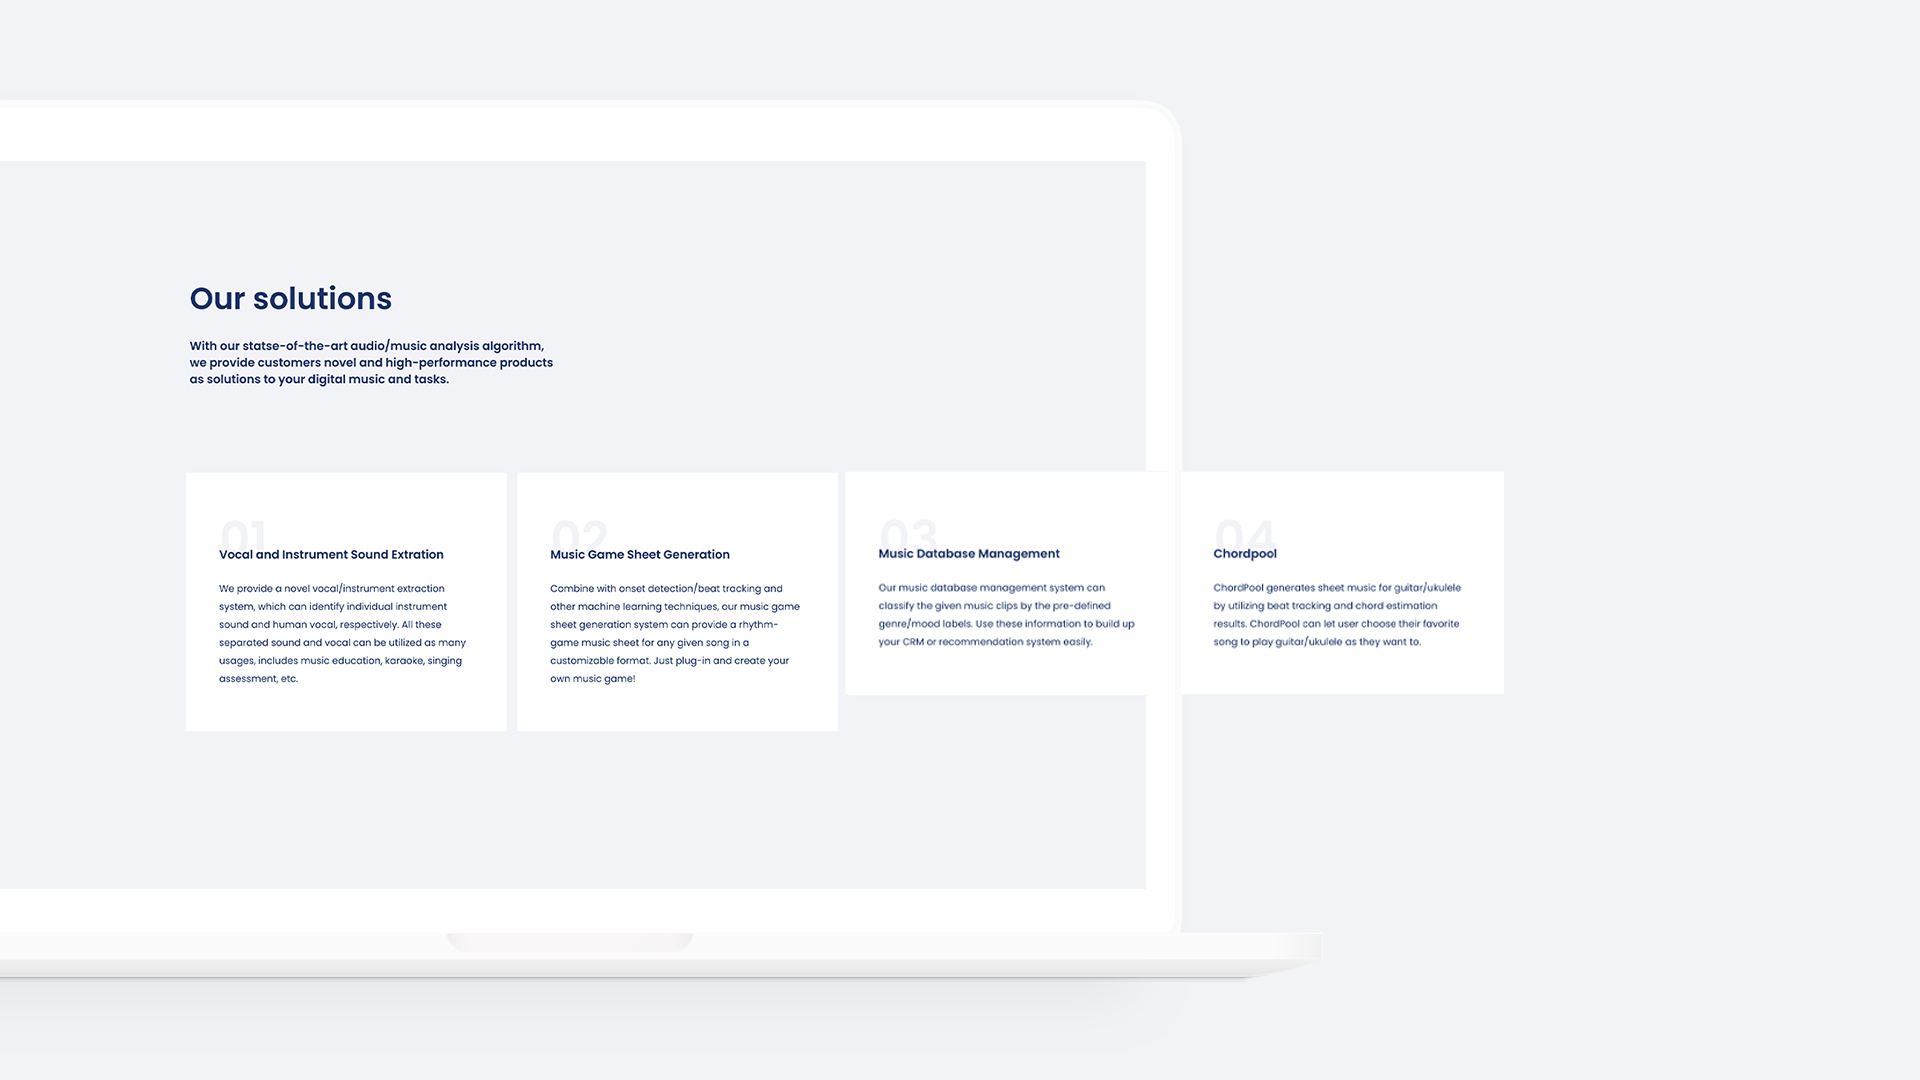 Our solutions
With our statse-of-the-art audio/music analysis algorithm,
we provide customers novel and high-performance products
as solutions to your digital music and tasks.
01
Vocal and Instrument Sound Extration
We provide a novel vocal/instrument extraction
system, which can identify individual instrument
sound and human vocal, respectively. All these
separated sound and vocal can be utilized as many
usages, includes music education, karaoke, singing
assessment, etc.
02
Music Game Sheet Generation
Combine with onset detection/beat tracking and
other machine learning techniques, our music game
sheet generation system can provide a rhythm-
game music sheet for any given song in a
customizable format. Just plug-in and create your
own music game!
03
Music Database Management
Our music database management system can
classify the given music clips by the pre-defined
genre/mood labels. Use these information to build up
your CRM or recommendation system easily.
04
Chordpool
ChordPool generates sheet music for guitar/ukulele
by utilizing beat tracking and chord estimation
results. ChordPool can let user choose their favorite
song to play guitar/ukulele as they want to.